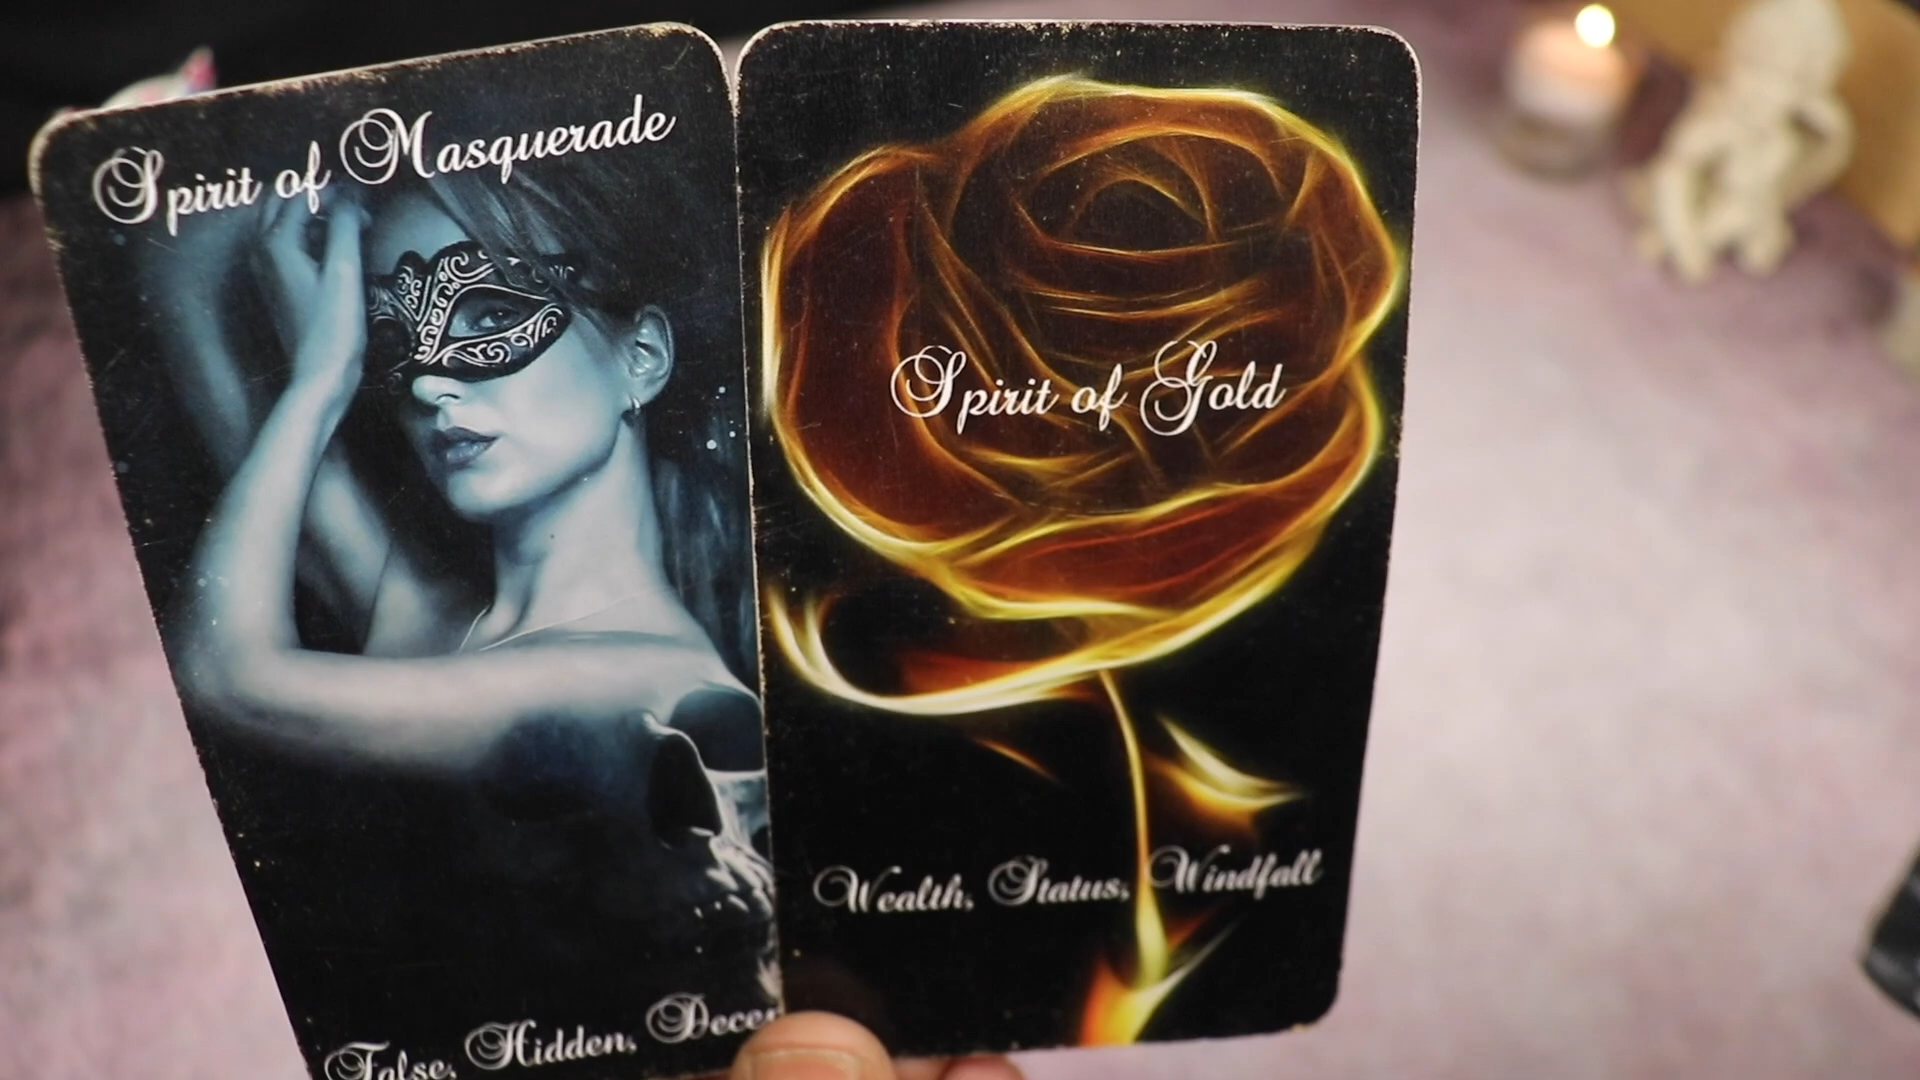 Spirit of Masquerade
False, Hidden,
Spirit of Gold
Wealth, Status, Windfall